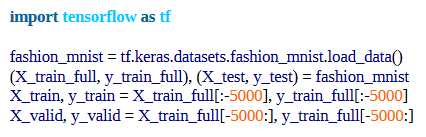 import tensorflow as tf
fashion_mnist = tf.keras.datasets.fashion_mnist.load_data()
(X_train_full, y_train_full), (X_test, y_test) = fashion_mnist
X_train, y_train = X_train_full[:-5000], y_train_full[:-5000]
X_valid, y_valid = X_train_full[-5000:], y_train_full[-5000:]